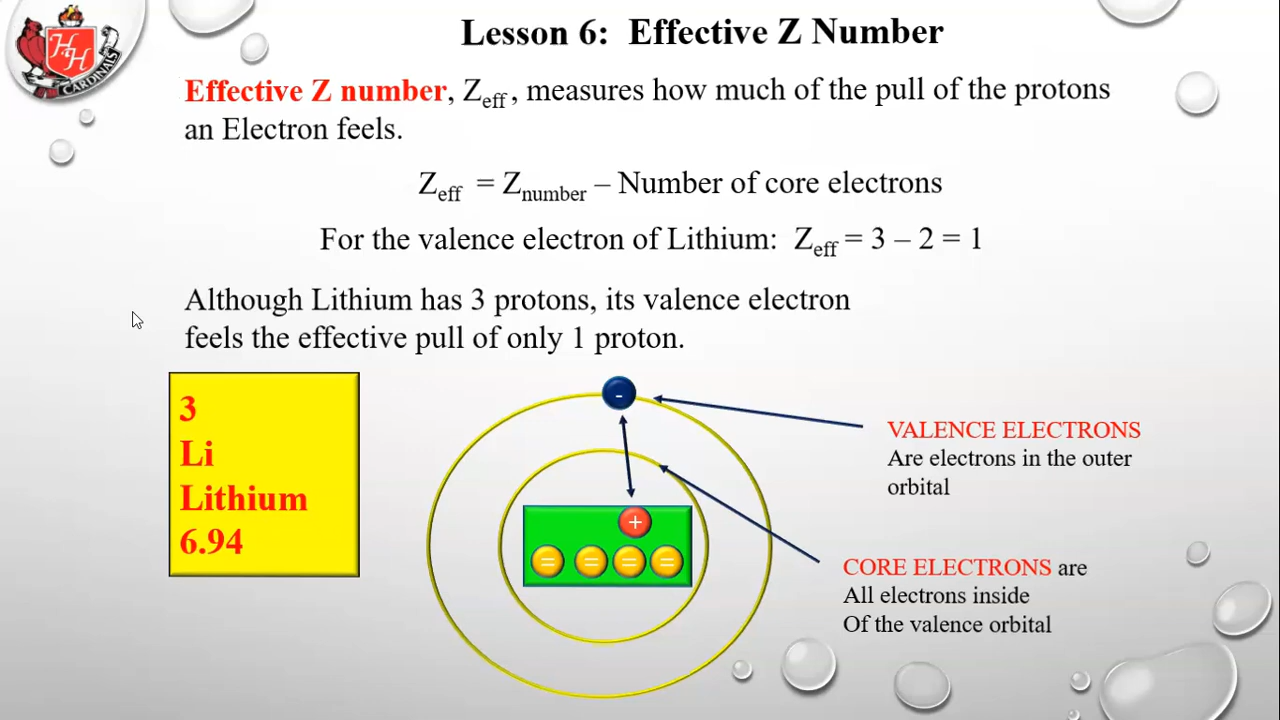 HH
CARDINALS
Lesson 6: Effective Z Number
Effective Z number, Zeff , measures how much of the pull of the protons
an Electron feels.
Zeff = Znumber – Number of core electrons
For the valence electron of Lithium: Zeff = 3 – 2 = 1
Although Lithium has 3 protons, its valence electron
feels the effective pull of only 1 proton.
3
Li
Lithium
6.94
-
+
= = = =
VALENCE ELECTRONS
Are electrons in the outer
orbital
CORE ELECTRONS are
All electrons inside
Of the valence orbital